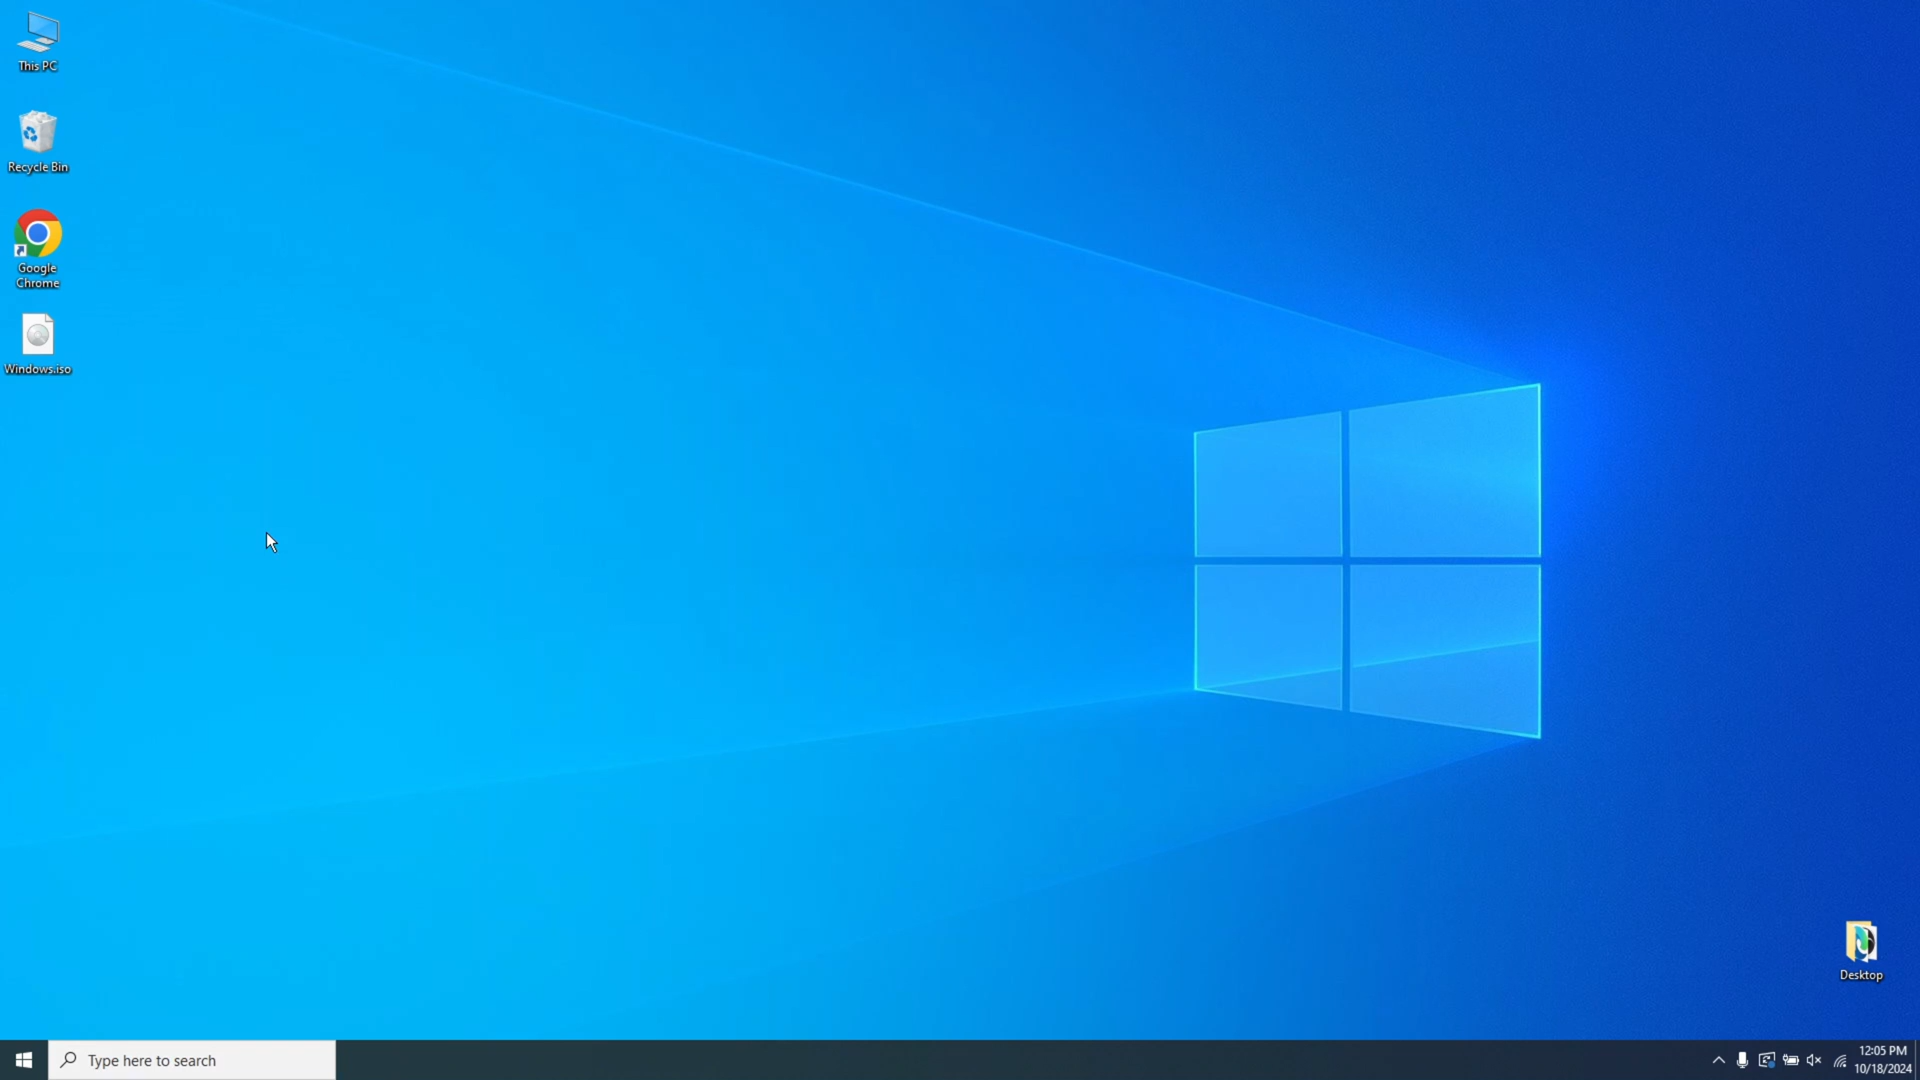 This PC
Recycle Bin
Google
Chrome
Windows.iso
Desktop
Type here to search
12:05 PM
10/18/2024